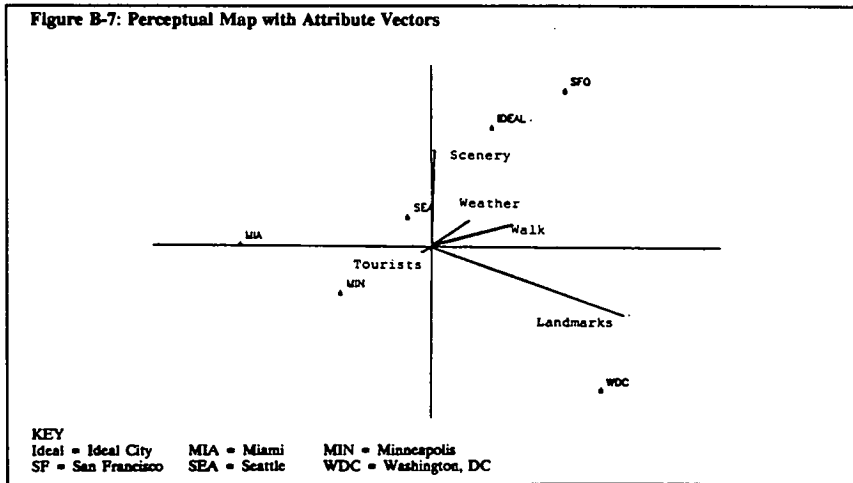 Figure B-7: Perceptual Map with Attribute Vectors
SFO
IDEAL
Scenery
SEA
Weather
Walk
MIA
Tourists
MIN
Landmarks
WDC
KEY
Ideal = Ideal City MIA = Miami MIN = Minneapolis
SF = San Francisco SEA = Seattle WDC = Washington, DC